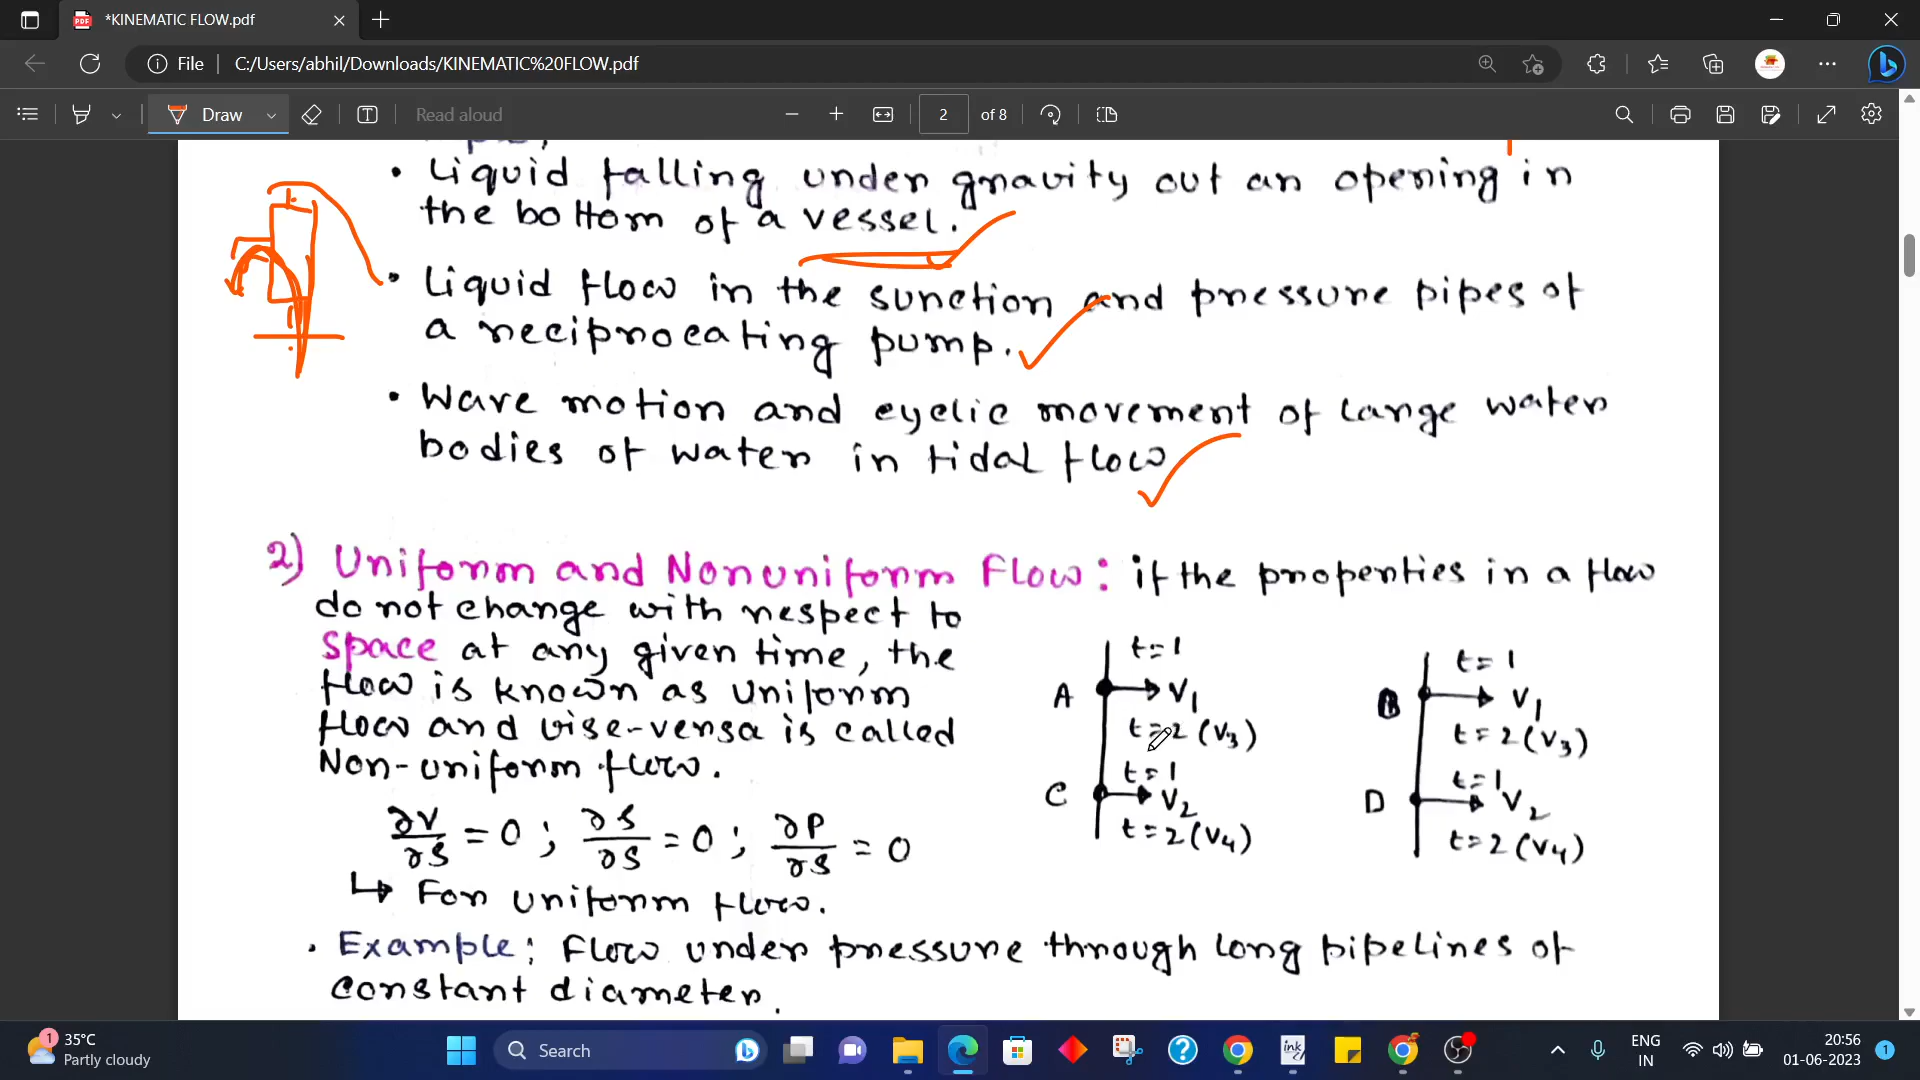 *KINEMATIC FLOW.pdf
File
C:/Users/abhil/Downloads/KINEMATIC%20FLOW.pdf
Draw
Read aloud
2 of 8
• Liquid falling under gravity out an opening in
the bottom of a vessel.
• Liquid flow in the sunction and pressure pipes of
a reciprocating pump.
• Wave motion and cyclic movement of large water
bodies of water in tidal flow
2) Uniform and Nonuniform Flow: if the properties in a flow
do not change with respect to
space at any given time, the
flow is known as uniform
flow and vise-versa is called
Non-uniform flow.
∂V/∂S = 0 ; ∂S/∂S = 0 ; ∂P/∂S = 0
↳ For uniform flow.
t=1
A V₁
t=2 (V₃)
t=1
C V₂
t=2 (V₄)
t=1
B V₁
t=2 (V₃)
t=1
D V₂
t=2 (V₄)
• Example: Flow under pressure through long pipelines of
constant diameter.
1
35°C
Partly cloudy
Search
ink
ENG
IN
20:56
01-06-2023
1